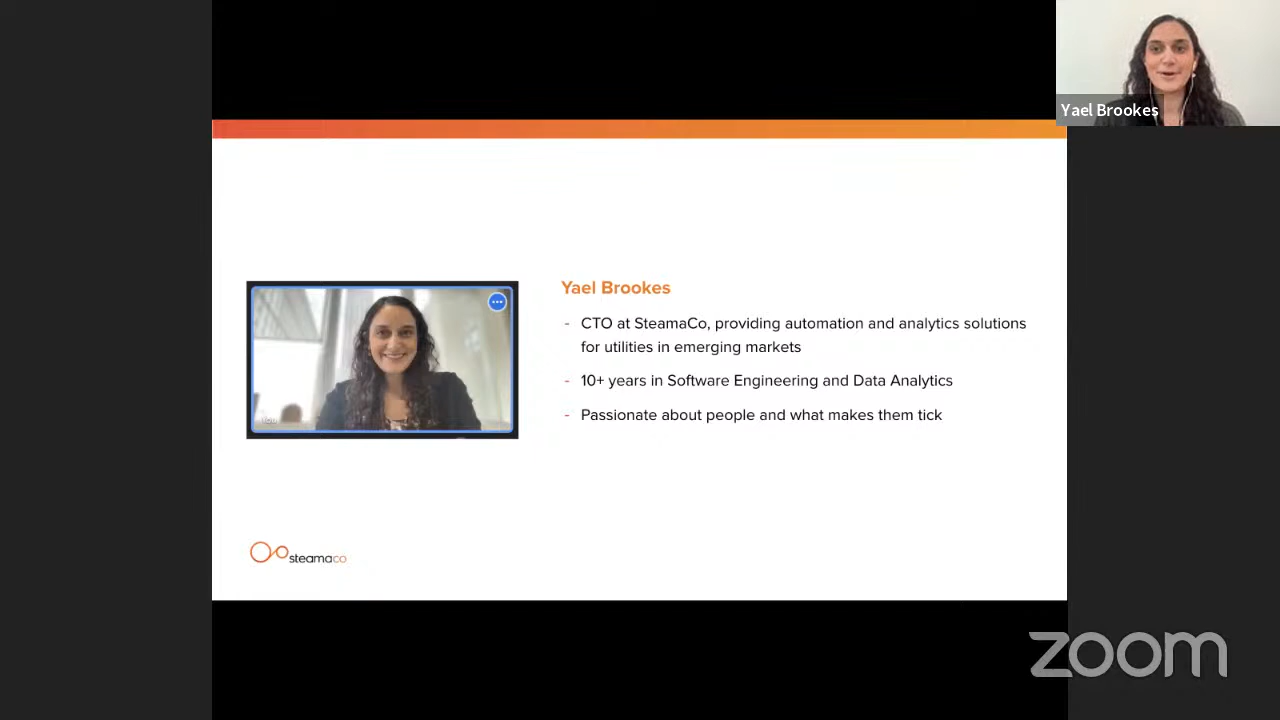 Yael Brookes
Yael Brookes
- CTO at SteamaCo, providing automation and analytics solutions
for utilities in emerging markets
- 10+ years in Software Engineering and Data Analytics
- Passionate about people and what makes them tick
steamaco
zoom